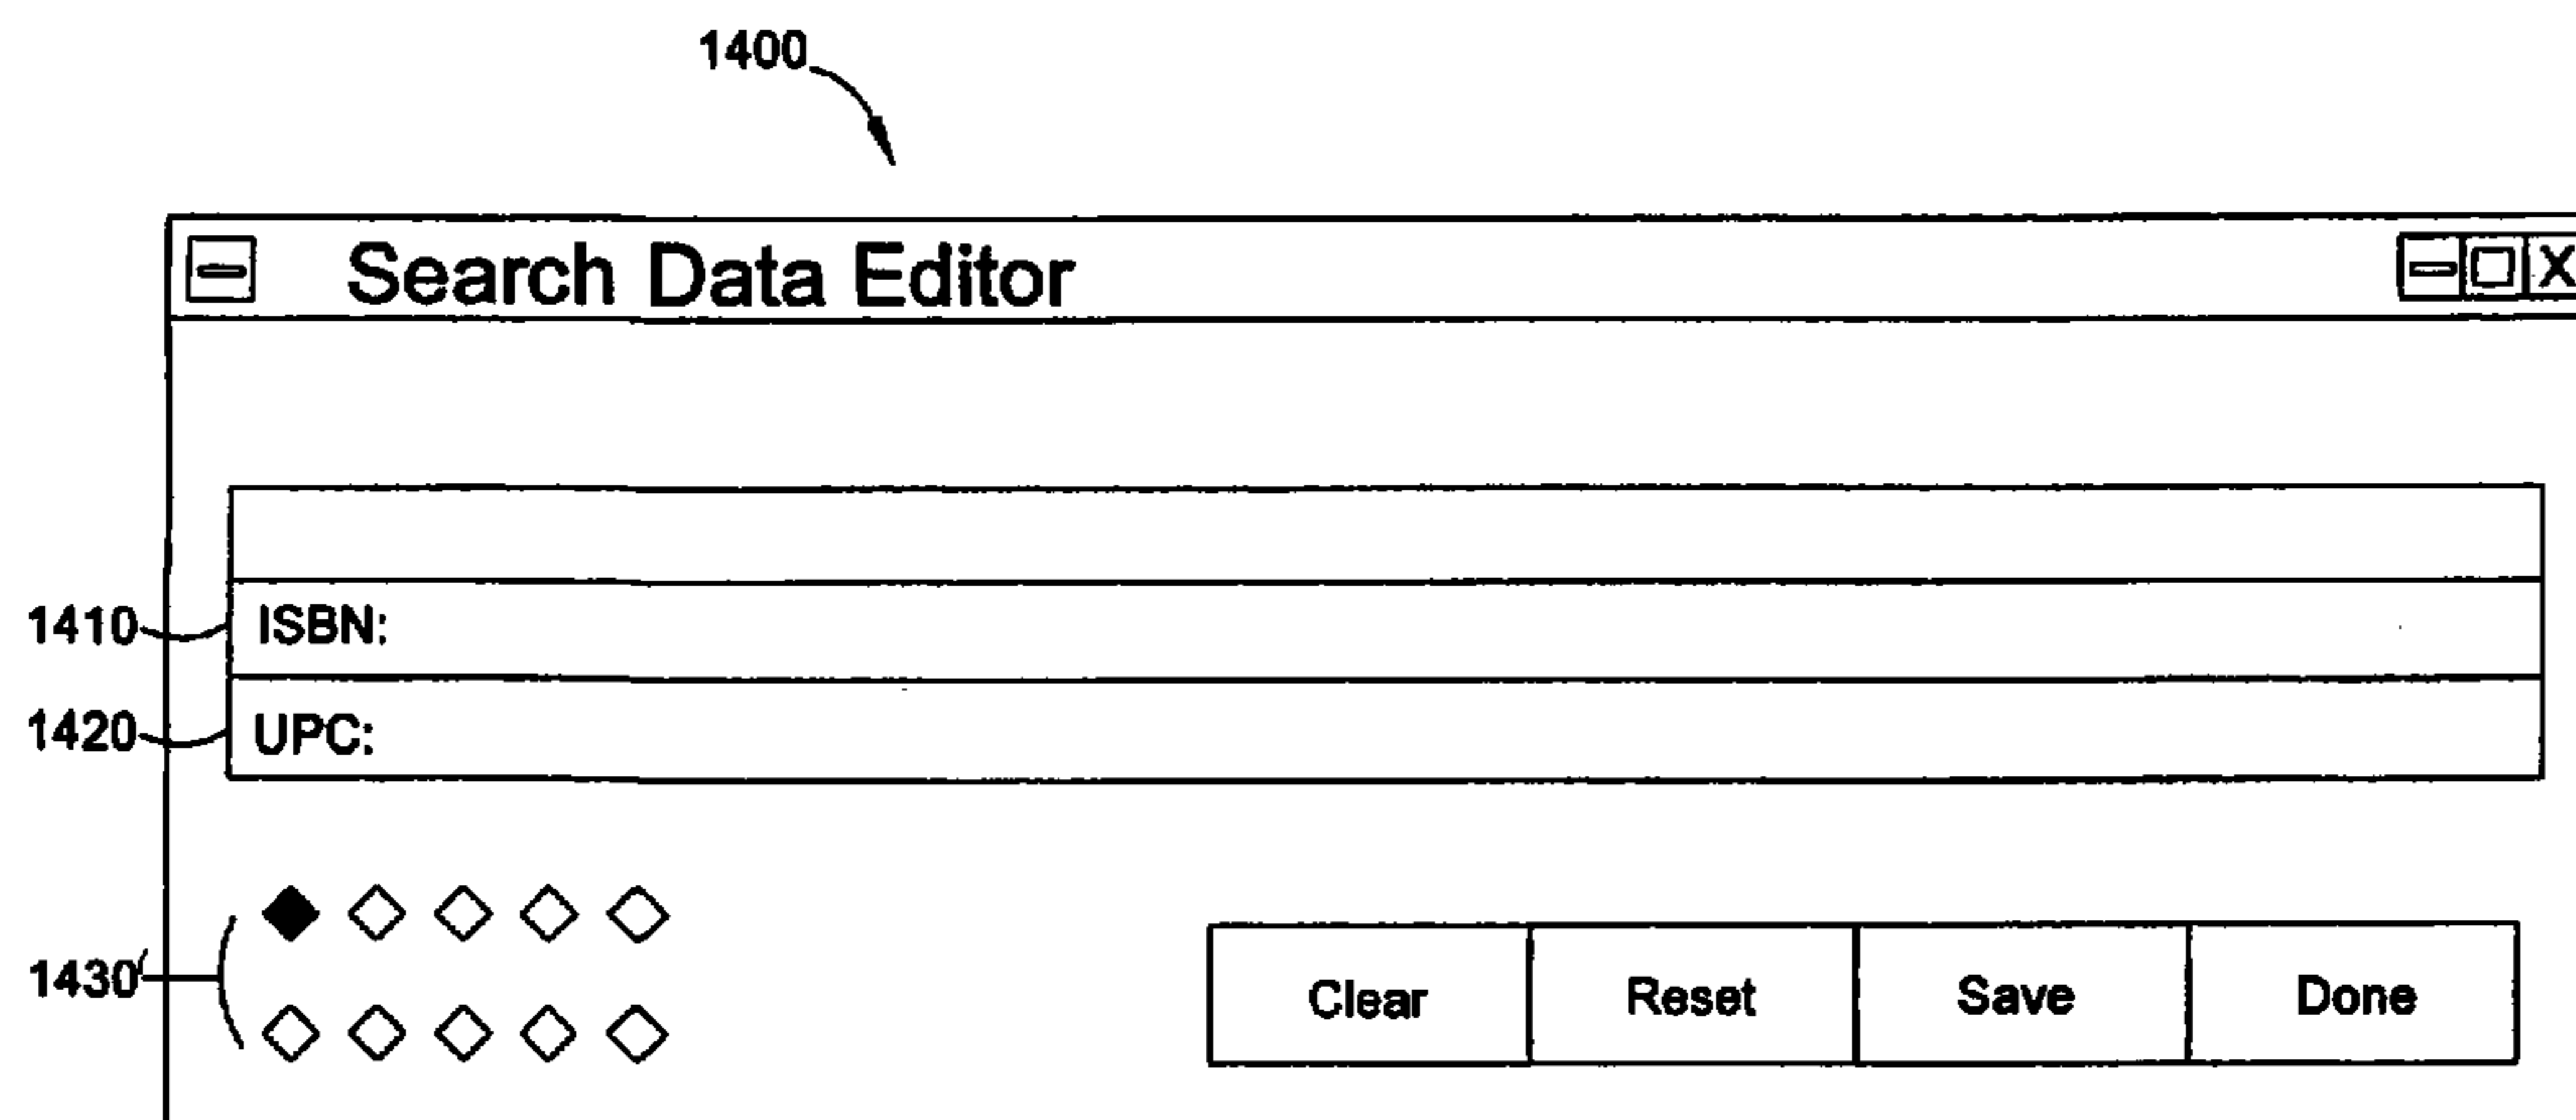 1400
Search Data Editor
X
1410 ISBN:
1420 UPC:
1430
Clear Reset Save Done